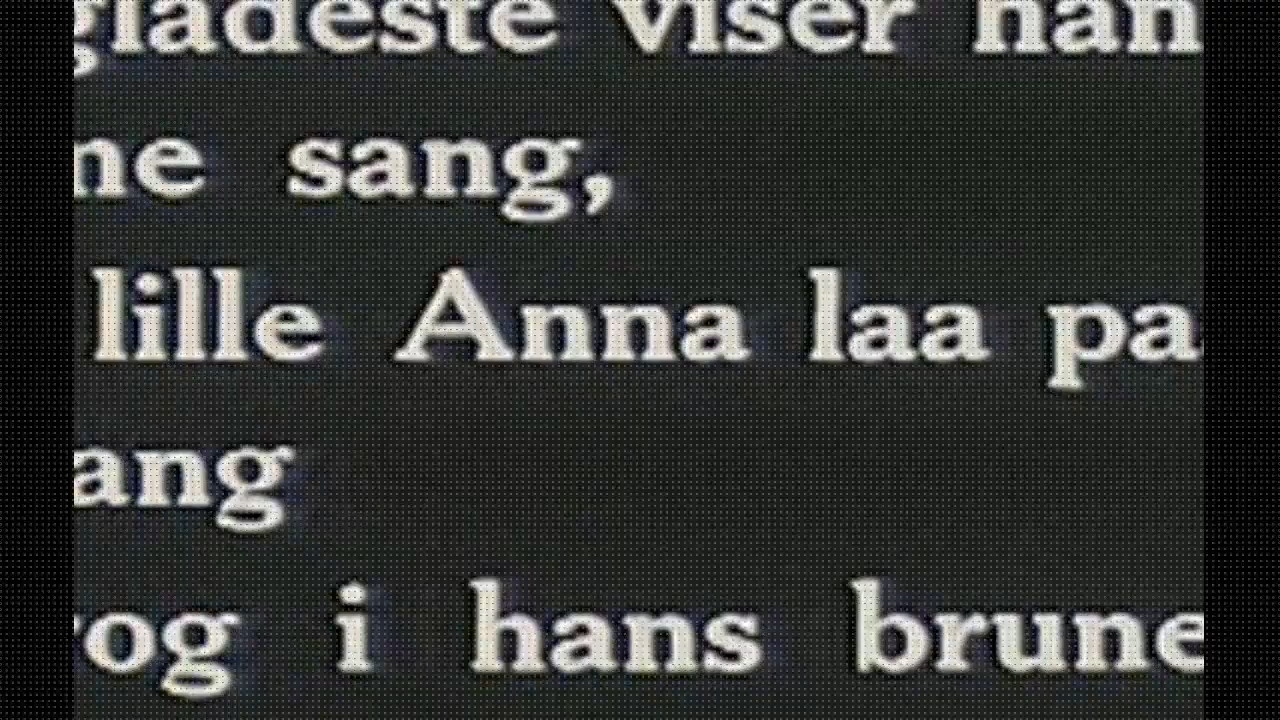 gladeste viser han
ne sang,
lille Anna laa pa
ang
og i hans brune